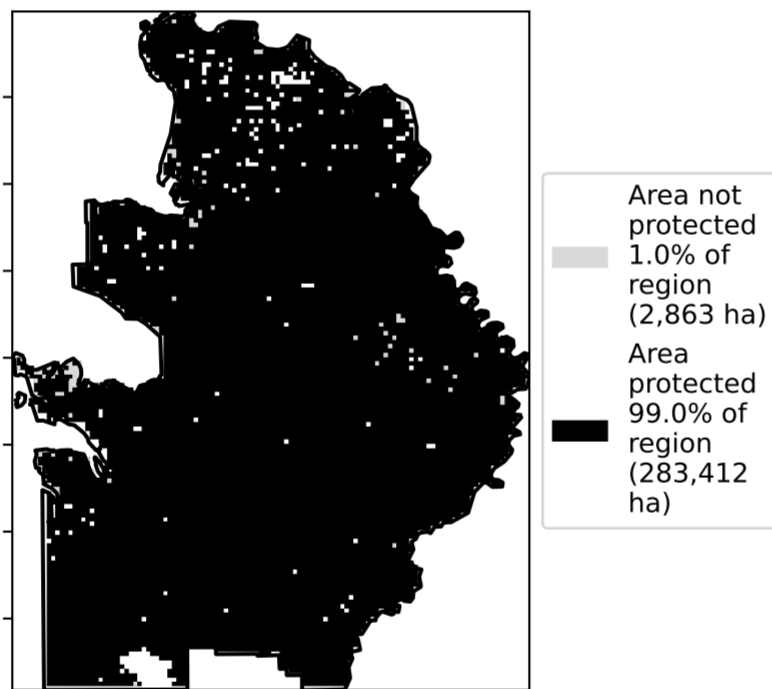 Area not
protected
1.0% of
region
(2,863 ha)
Area
protected
99.0% of
region
(283,412
ha)